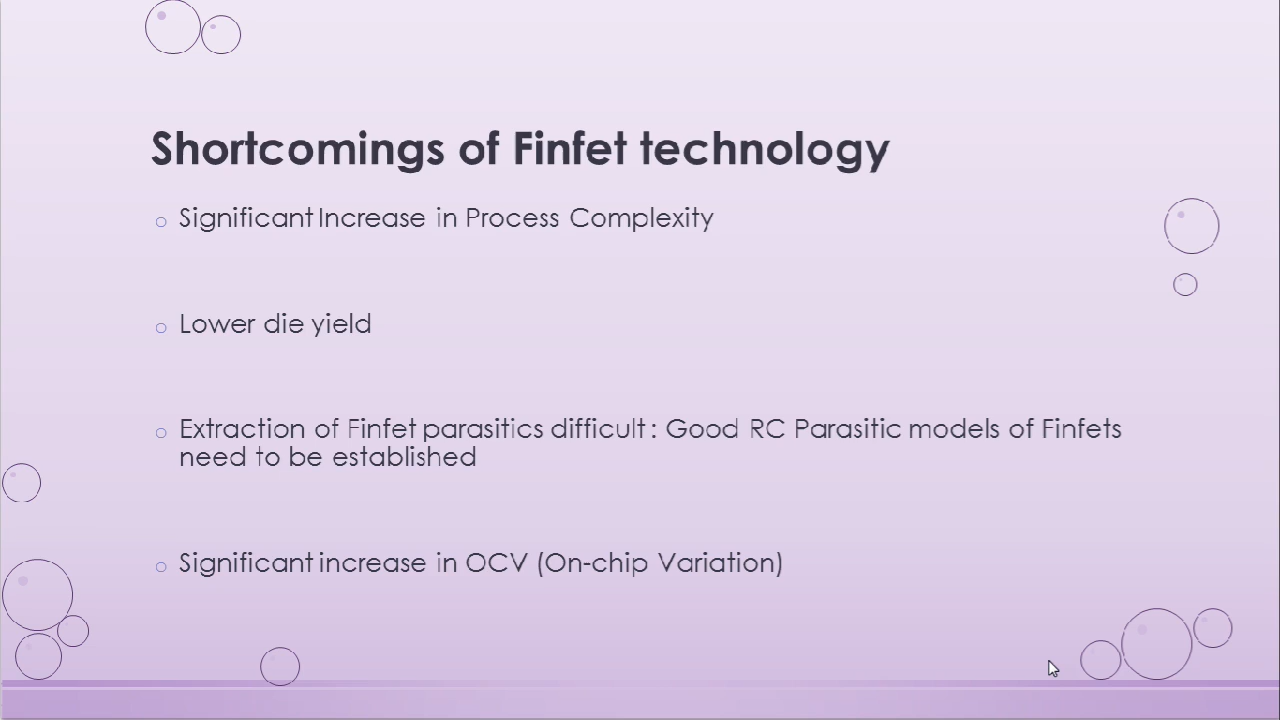 Shortcomings of Finfet technology
Significant Increase in Process Complexity
Lower die yield
Extraction of Finfet parasitics difficult : Good RC Parasitic models of Finfets
need to be established
Significant increase in OCV (On-chip Variation)